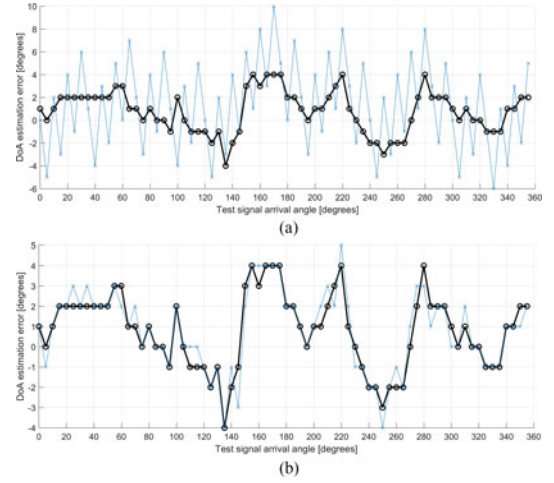 10
8
6
4
2
0
-2
-4
-6
DoA estimation error [degrees]
0 20 40 60 80 100 120 140 160 180 200 220 240 260 280 300 320 340 360
Test signal arrival angle [degrees]
(a)
5
4
3
2
1
0
-1
-2
-3
-4
DoA estimation error [degrees]
0 20 40 60 80 100 120 140 160 180 200 220 240 260 280 300 320 340 360
Test signal arrival angle [degrees]
(b)